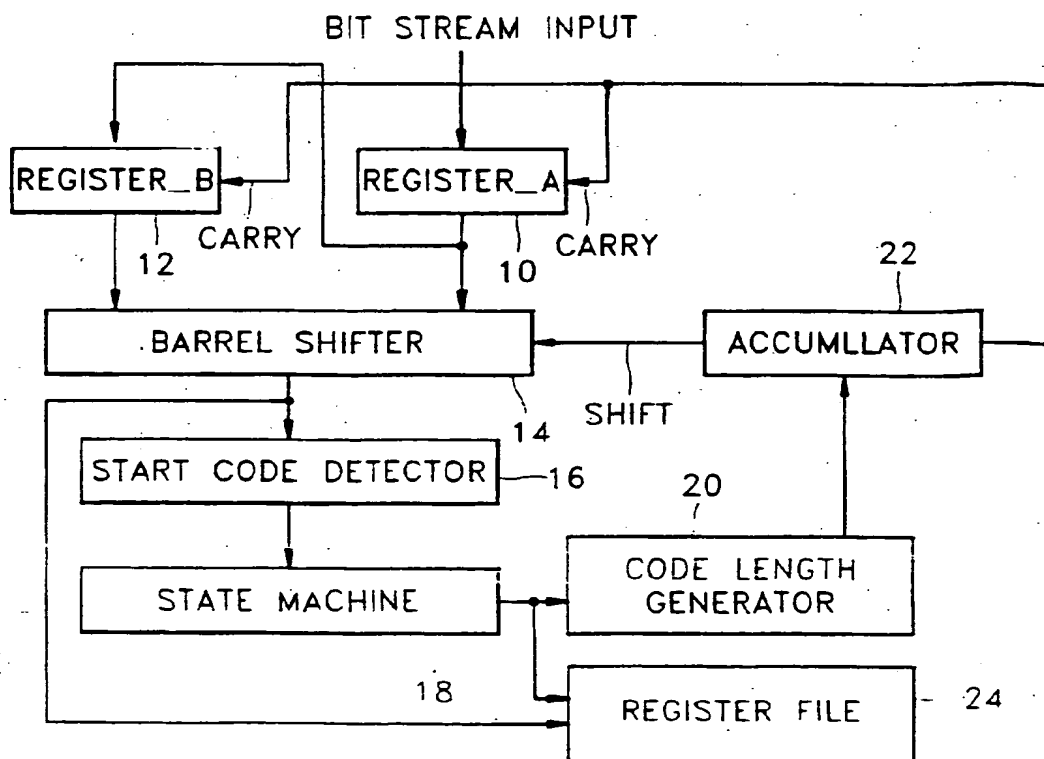 BIT STREAM INPUT
REGISTER_B
REGISTER_A
CARRY
12
10
CARRY
22
BARREL SHIFTER
ACCUMLLATOR
SHIFT
14
START CODE DETECTOR
16
20
STATE MACHINE
CODE LENGTH
GENERATOR
18
REGISTER FILE
24